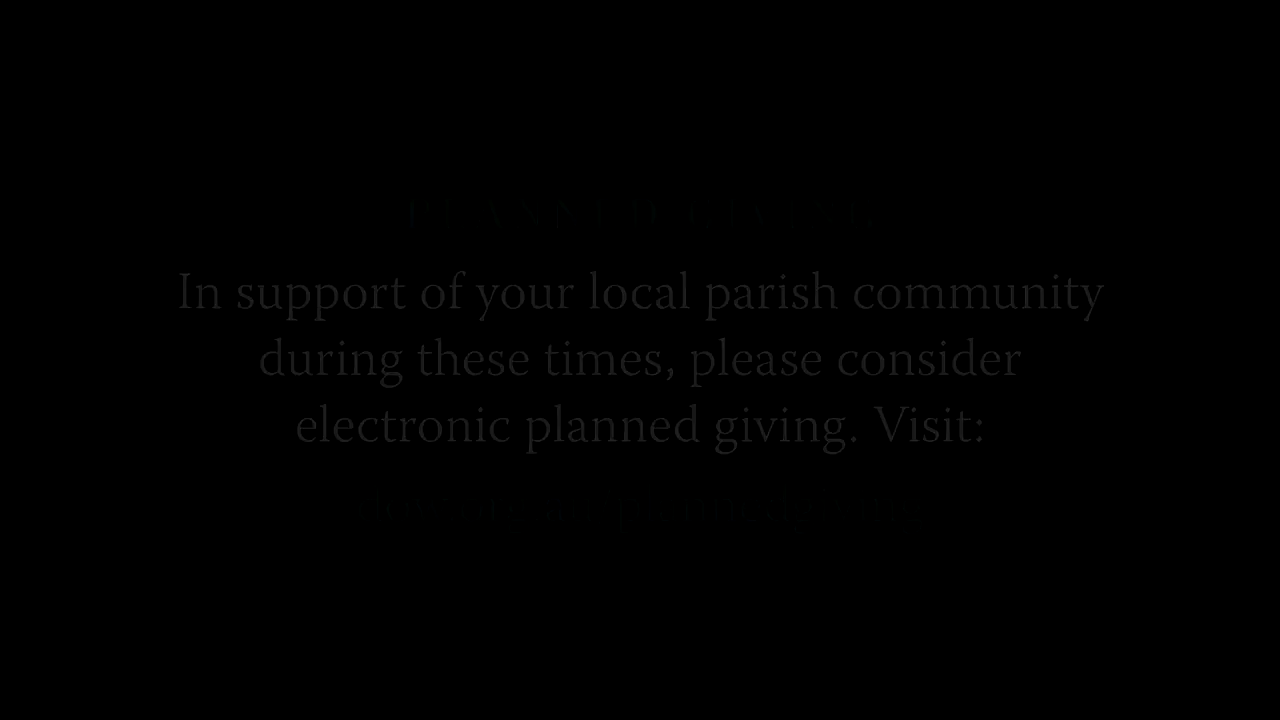 PLANNED GIVING
In support of your local parish community
during these times, please consider
electronic planned giving. Visit: